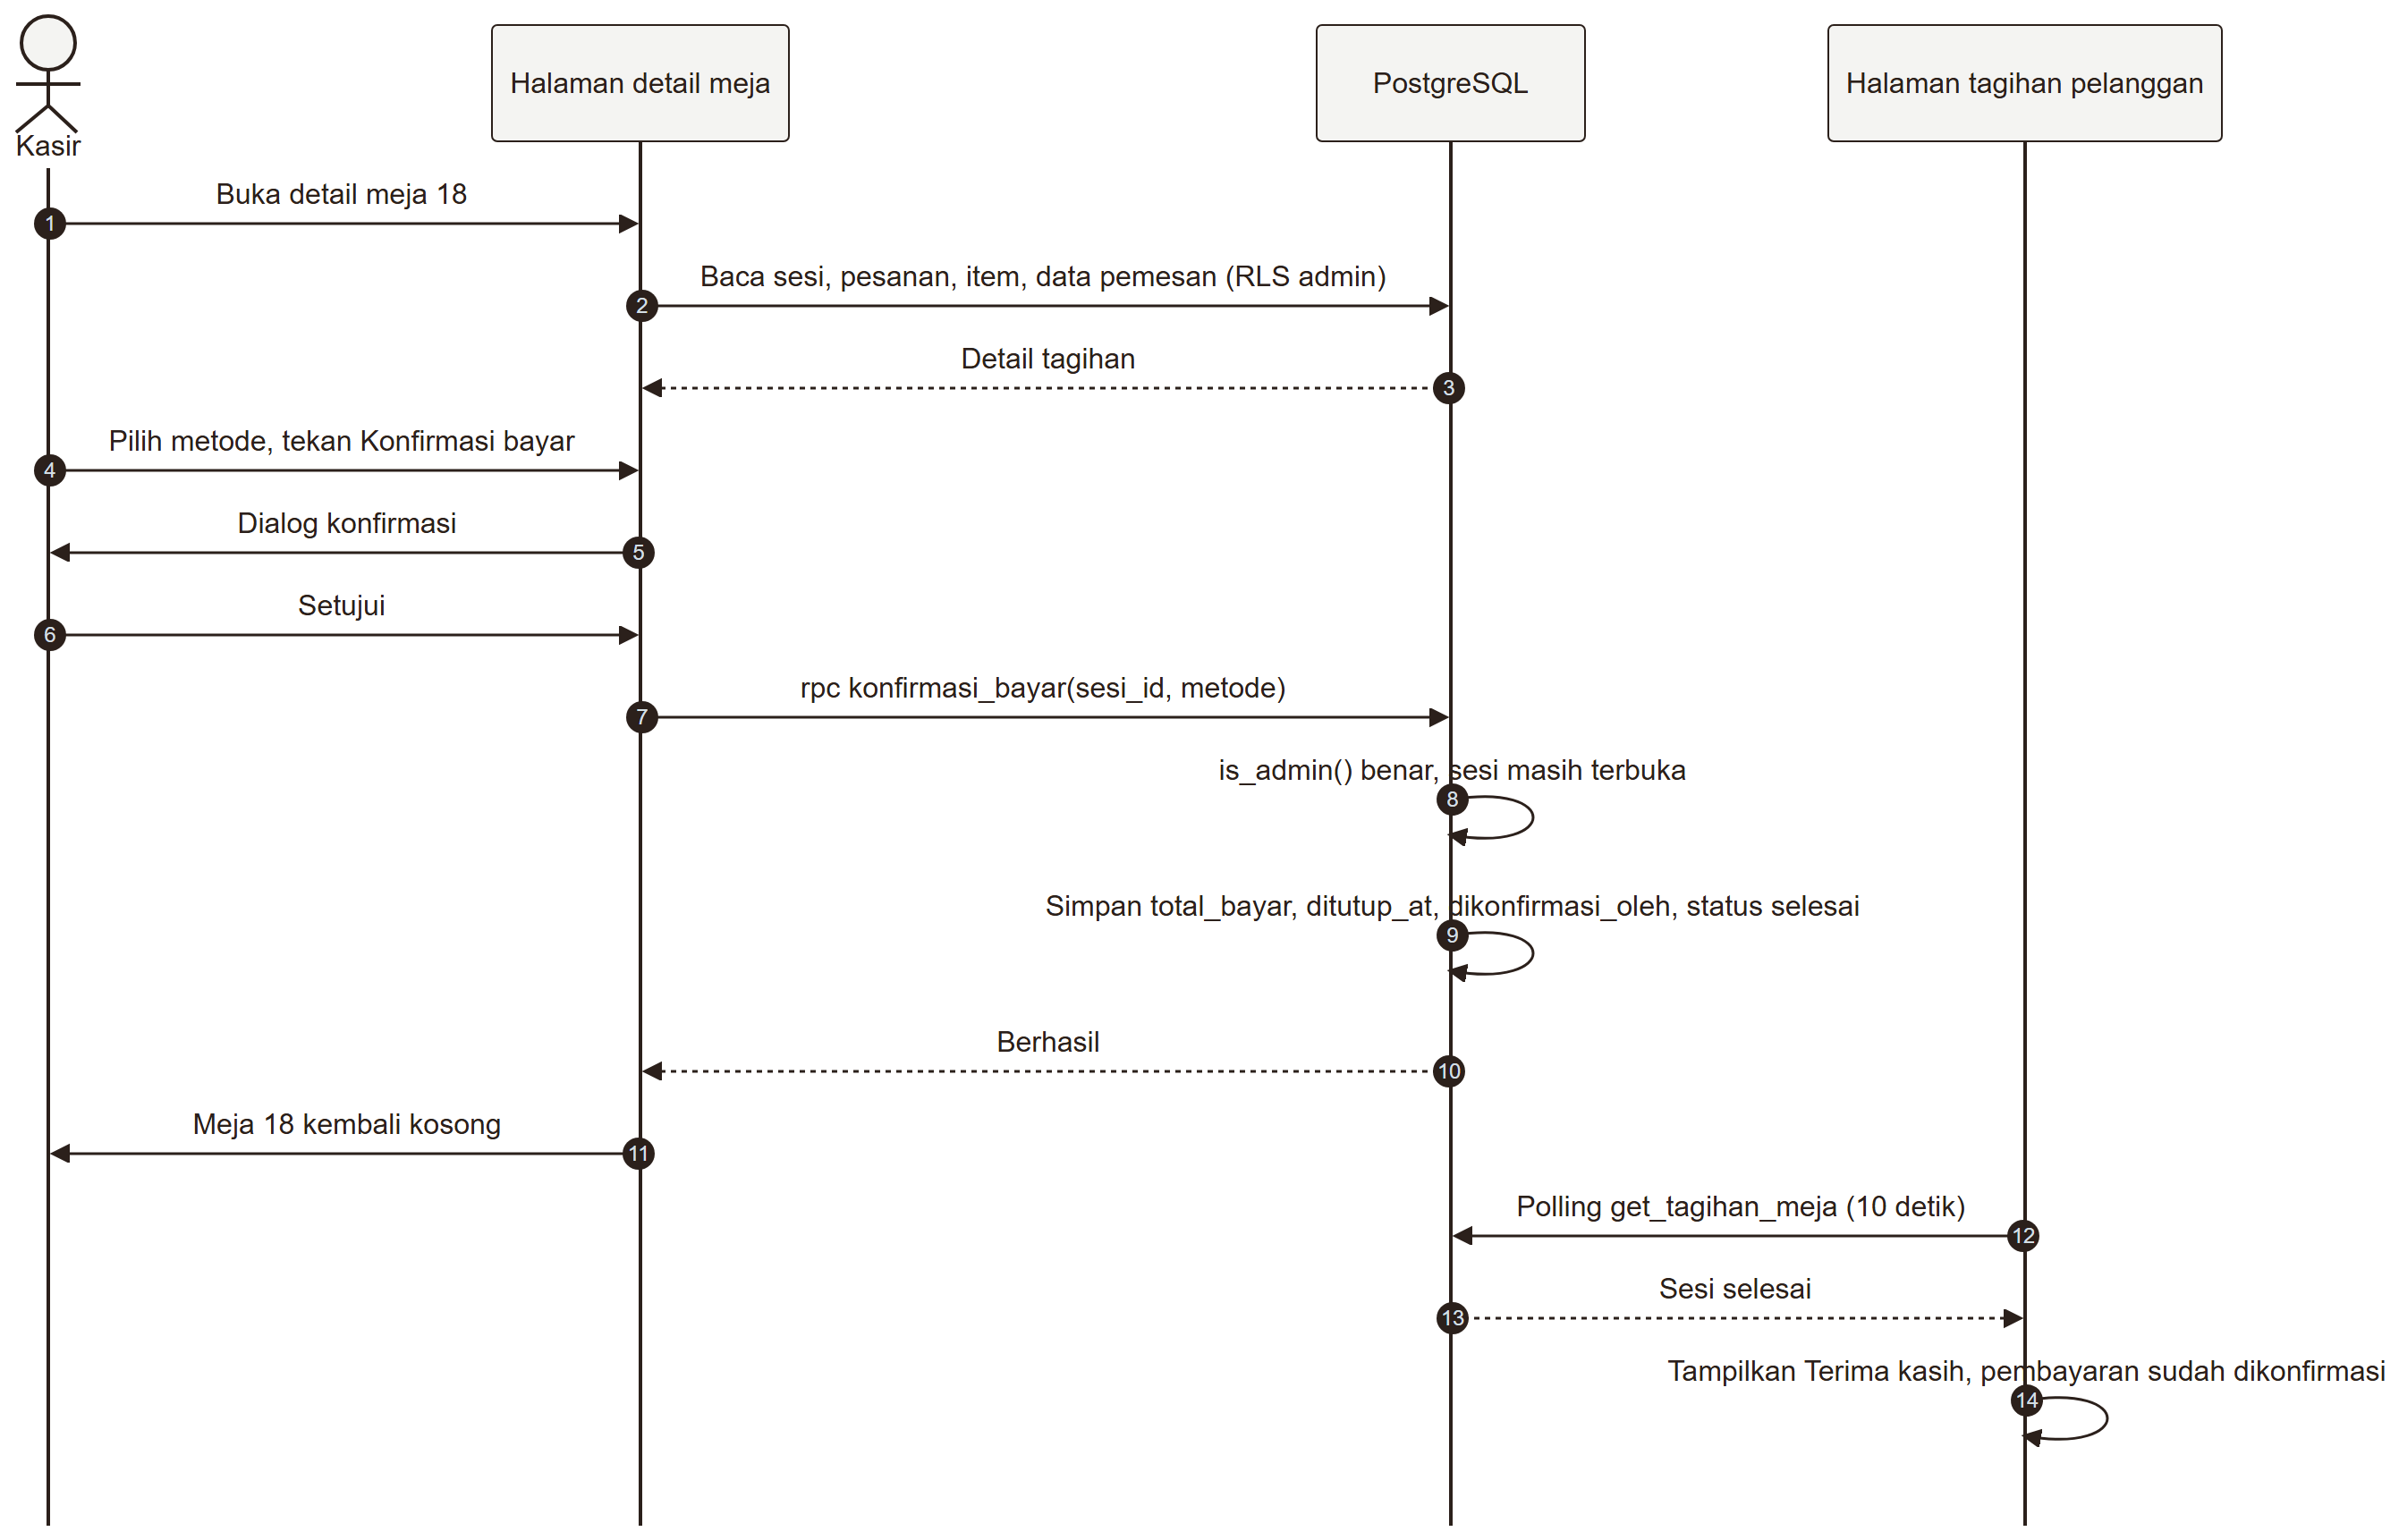 Kasir
Halaman detail meja
PostgreSQL
Halaman tagihan pelanggan
Buka detail meja 18
1
Baca sesi, pesanan, item, data pemesan (RLS admin)
2
Detail tagihan
3
Pilih metode, tekan Konfirmasi bayar
4
Dialog konfirmasi
5
Setujui
6
rpc konfirmasi_bayar(sesi_id, metode)
7
is_admin() benar, sesi masih terbuka
8
Simpan total_bayar, ditutup_at, dikonfirmasi_oleh, status selesai
9
Berhasil
10
Meja 18 kembali kosong
11
Polling get_tagihan_meja (10 detik)
12
Sesi selesai
13
Tampilkan Terima kasih, pembayaran sudah dikonfirmasi
14